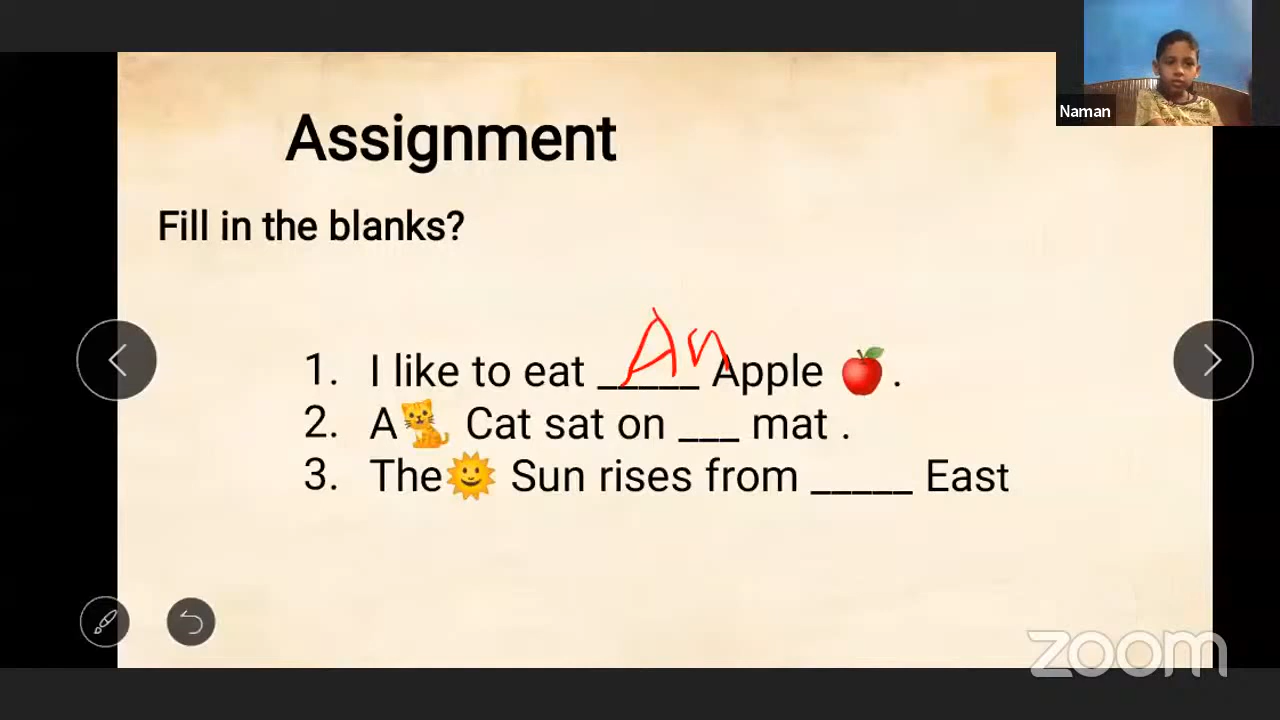 Naman
Assignment
Fill in the blanks?
1. I like to eat _____ An Apple .
2. A Cat sat on ___ mat .
3. The Sun rises from _____ East
zoom